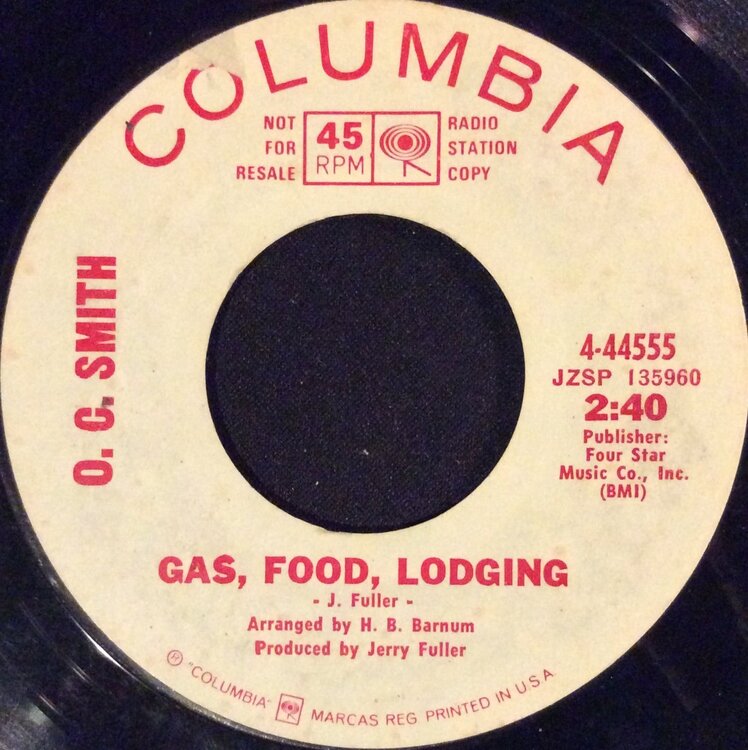 COLUMBIA
NOT
FOR
RESALE
45
RPM
RADIO
STATION
COPY
O. C. SMITH
4-44555
JZSP 135960
2:40
Publisher:
Four Star
Music Co., Inc.
(BMI)
GAS, FOOD, LODGING
- J. Fuller -
Arranged by H. B. Barnum
Produced by Jerry Fuller
Ⓡ "COLUMBIA" MARCAS REG. PRINTED IN U S A